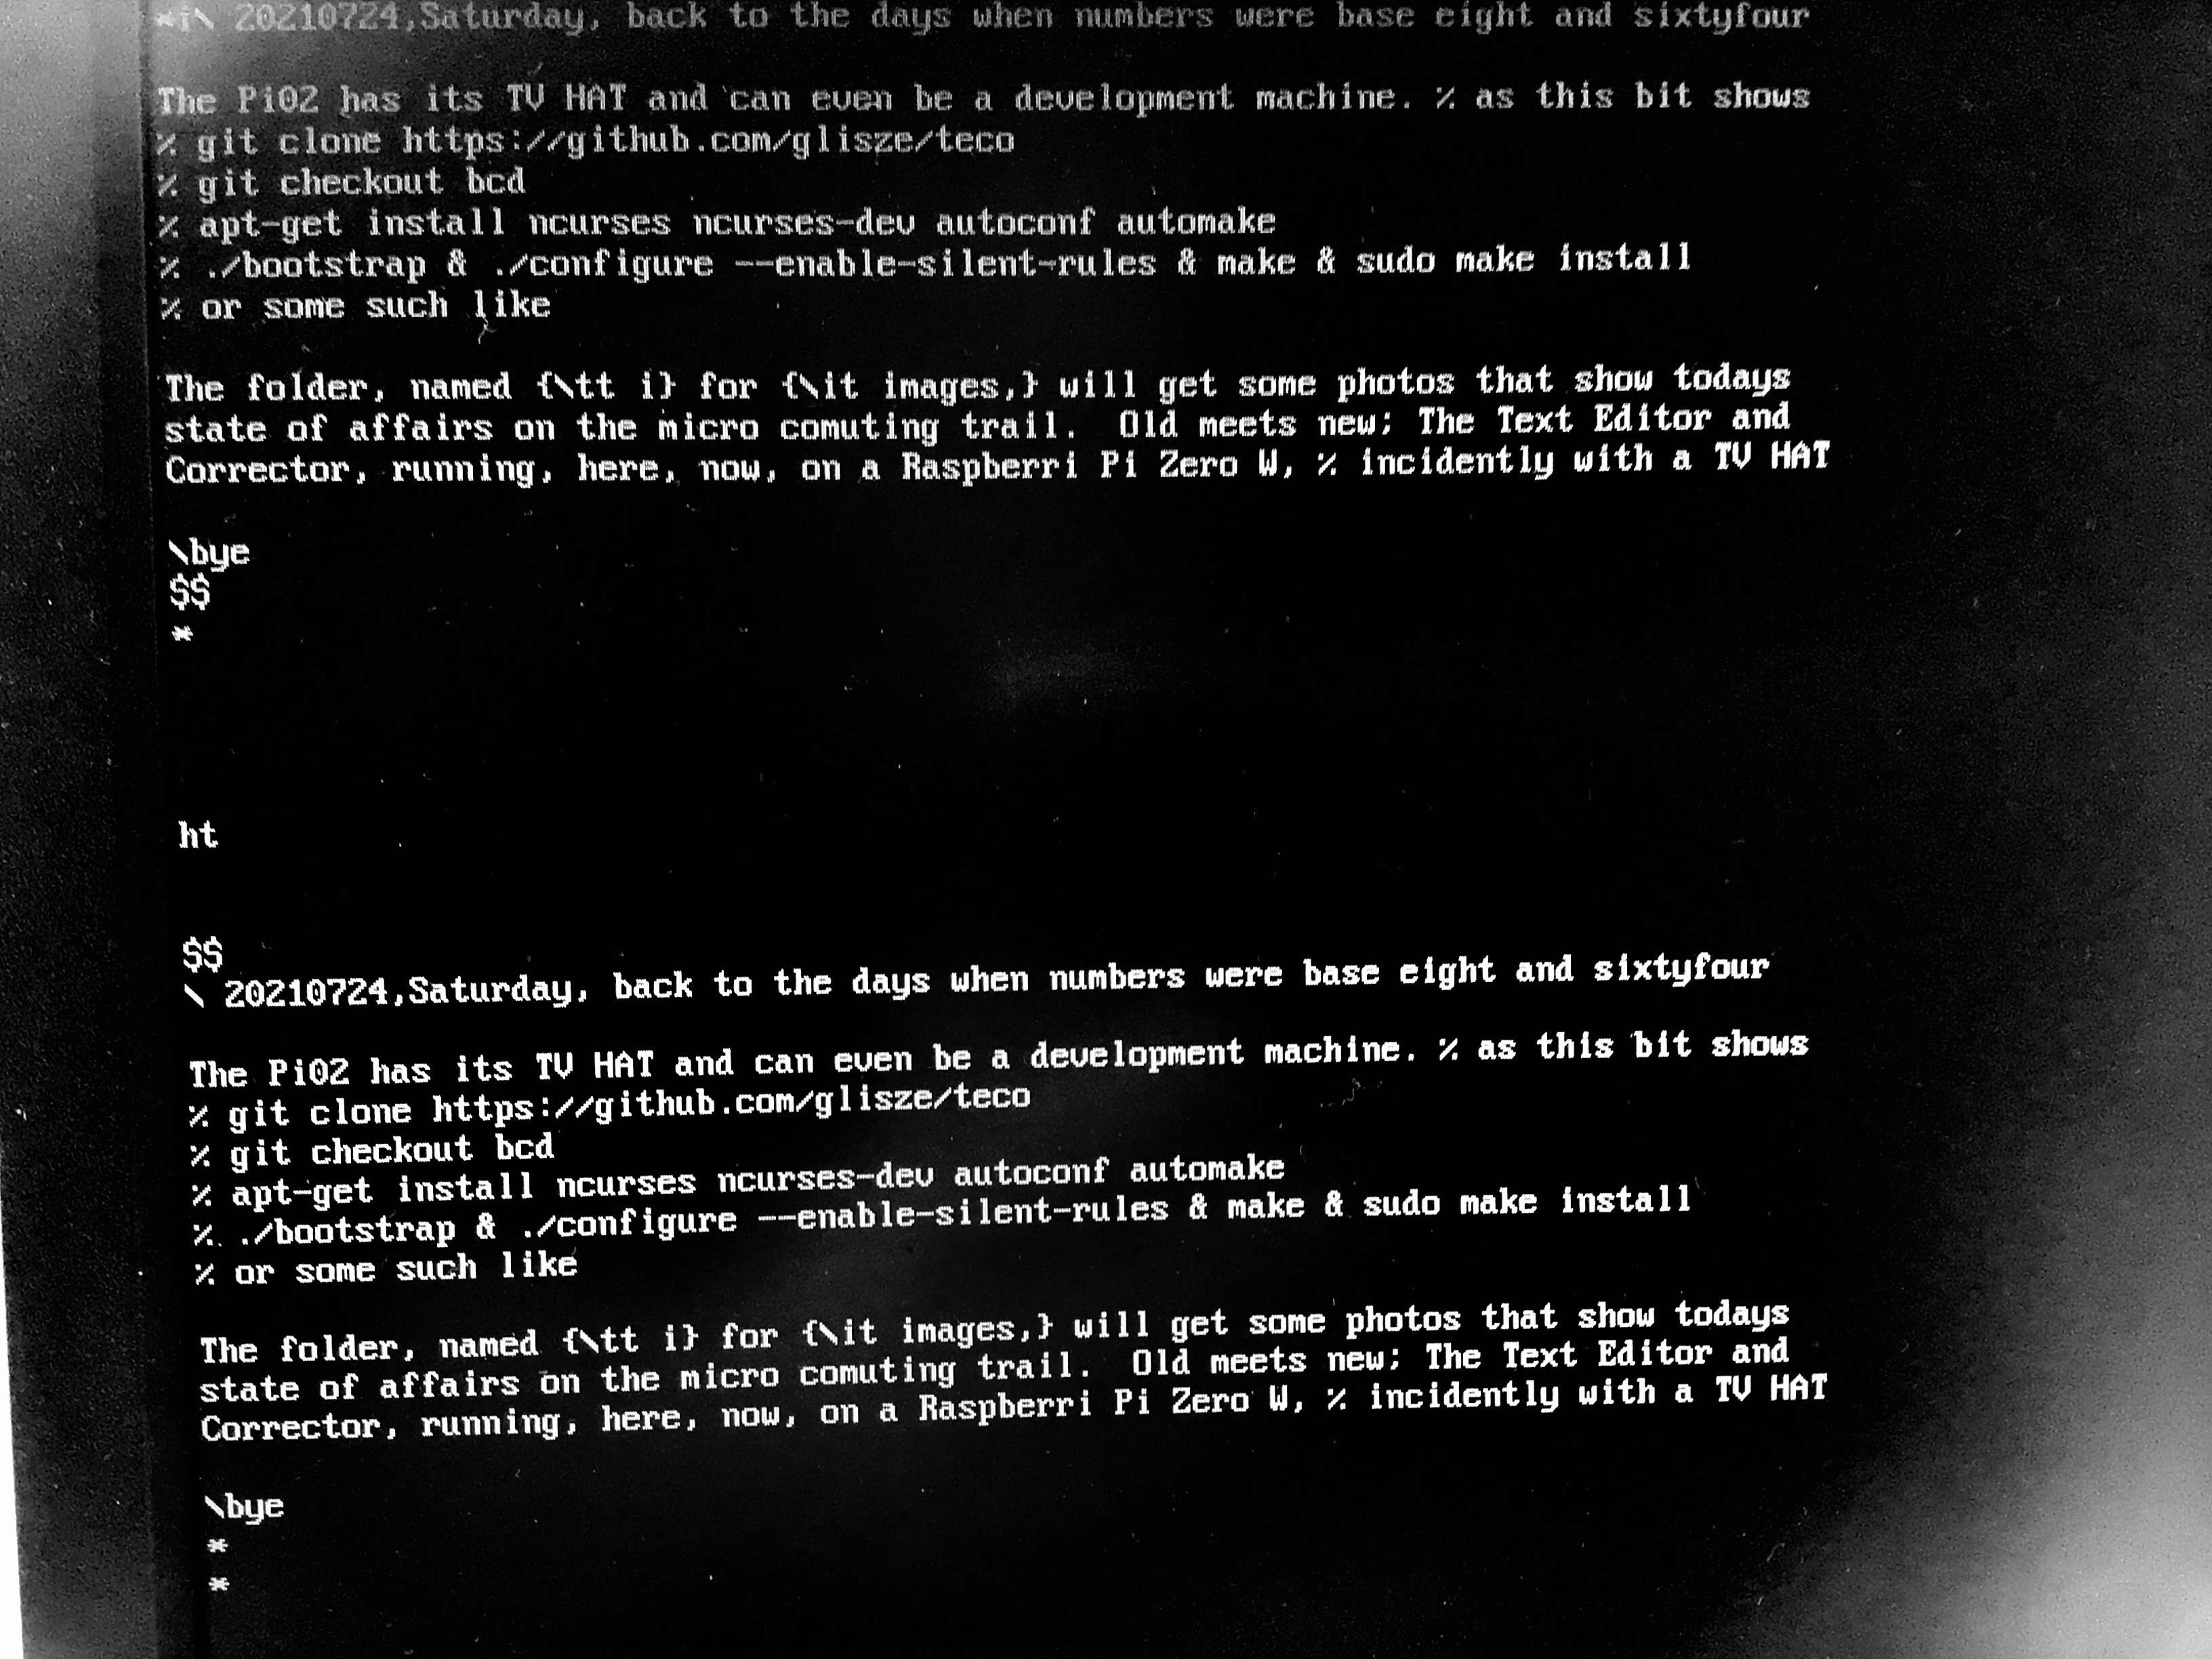 *i\ 20210724,Saturday, back to the days when numbers were base eight and sixtyfour
The Pi02 has its TV HAT and can even be a development machine. % as this bit shows
% git clone https://github.com/glisze/teco
% git checkout bcd
% apt-get install ncurses ncurses-dev autoconf automake
% ./bootstrap & ./configure --enable-silent-rules & make & sudo make install
% or some such like
The folder, named {\tt i} for {\it images,} will get some photos that show todays
state of affairs on the micro comuting trail.  Old meets new; The Text Editor and
Corrector, running, here, now, on a Raspberri Pi Zero W, % incidently with a TV HAT
\bye
$$
*
ht
$$
\ 20210724,Saturday, back to the days when numbers were base eight and sixtyfour
The Pi02 has its TV HAT and can even be a development machine. % as this bit shows
% git clone https://github.com/glisze/teco
% git checkout bcd
% apt-get install ncurses ncurses-dev autoconf automake
% ./bootstrap & ./configure --enable-silent-rules & make & sudo make install
% or some such like
The folder, named {\tt i} for {\it images,} will get some photos that show todays
state of affairs on the micro comuting trail.  Old meets new; The Text Editor and
Corrector, running, here, now, on a Raspberri Pi Zero W, % incidently with a TV HAT
\bye
*
*